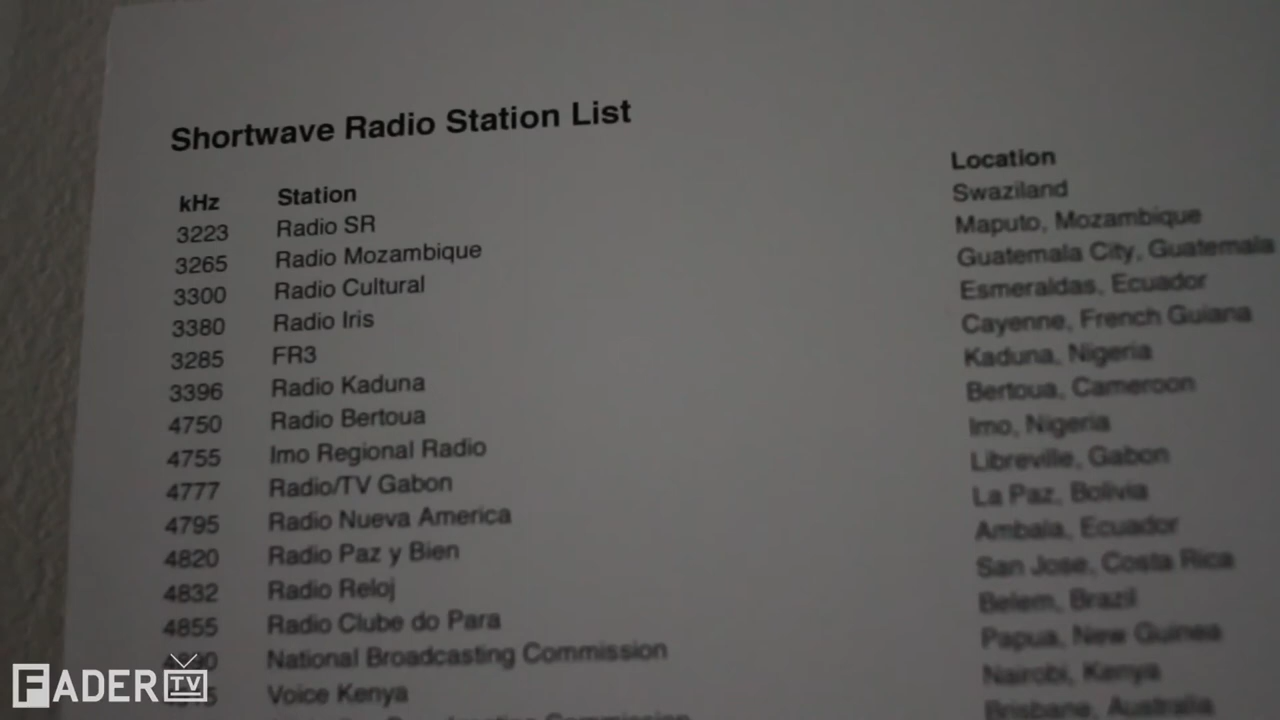 Shortwave Radio Station List
kHz Station Location
3223 Radio SR Swaziland
3265 Radio Mozambique Maputo, Mozambique
3300 Radio Cultural Guatemala City, Guatemala
3380 Radio Iris Esmeraldas, Ecuador
3285 FR3 Cayenne, French Guiana
3396 Radio Kaduna Kaduna, Nigeria
4750 Radio Bertoua Bertoua, Cameroon
4755 Imo Regional Radio Imo, Nigeria
4777 Radio/TV Gabon Libreville, Gabon
4795 Radio Nueva America La Paz, Bolivia
4820 Radio Paz y Bien Ambala, Ecuador
4832 Radio Reloj San Jose, Costa Rica
4855 Radio Clube do Para Belem, Brazil
National Broadcasting Commission Papua, New Guinea
Voice Kenya Nairobi, Kenya
Broadcasting Commission Brisbane, Australia
FADER TV